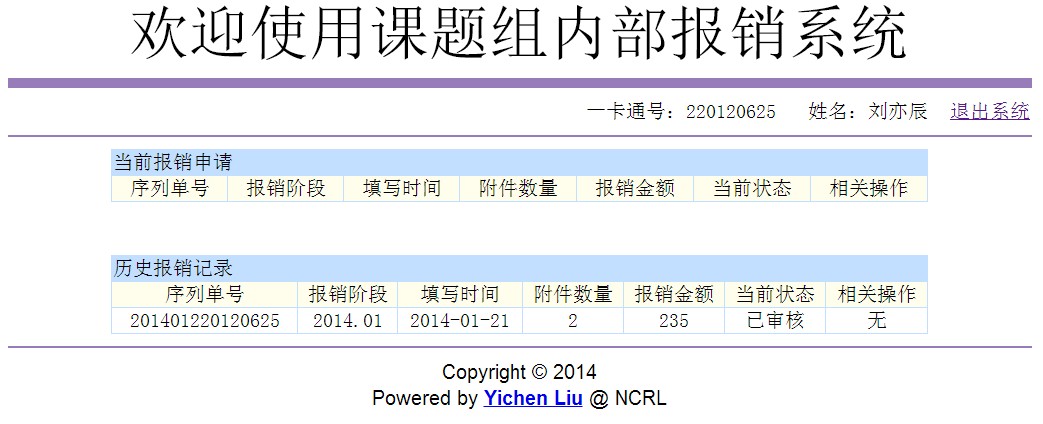 欢迎使用课题组内部报销系统
一卡通号：220120625 姓名：刘亦辰 退出系统
当前报销申请
序列单号 报销阶段 填写时间 附件数量 报销金额 当前状态 相关操作
历史报销记录
序列单号 报销阶段 填写时间 附件数量 报销金额 当前状态 相关操作
201401220120625 2014.01 2014-01-21 2 235 已审核 无
Copyright © 2014
Powered by Yichen Liu @ NCRL